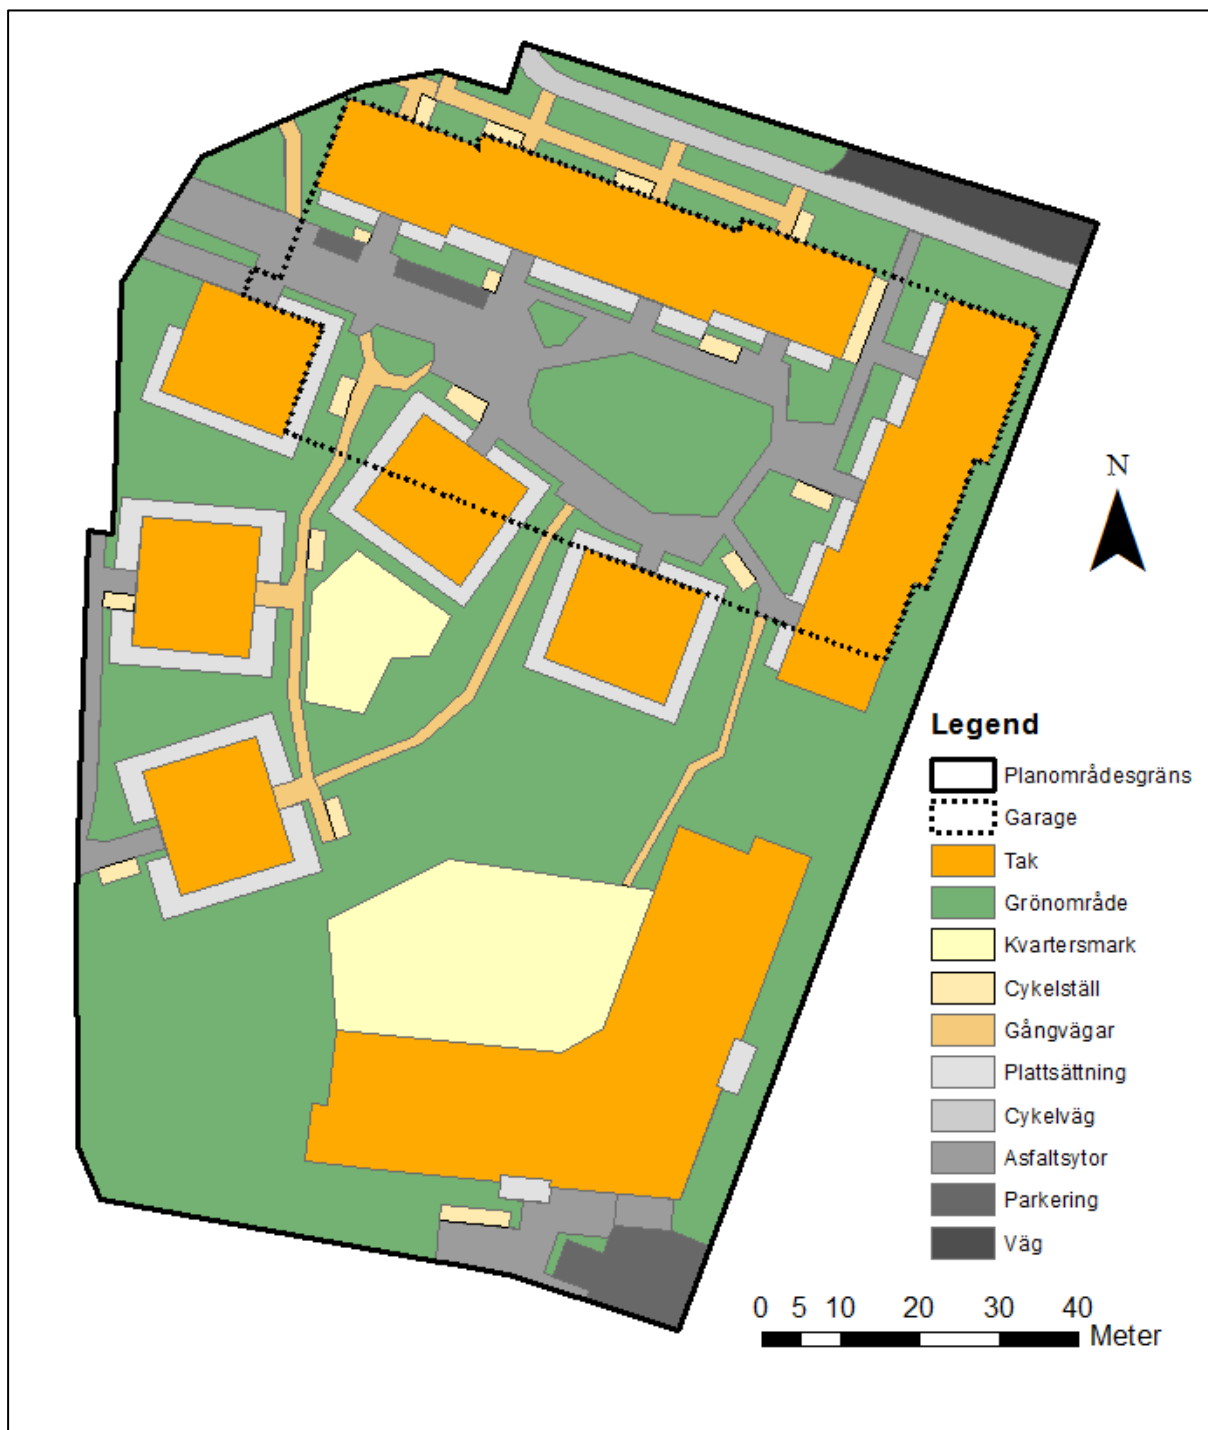 N
Legend
Planområdesgräns
Garage
Tak
Grönområde
Kvartersmark
Cykelställ
Gångvägar
Plattsättning
Cykelväg
Asfaltsytor
Parkering
Väg
0 5 10 20 30 40
Meter